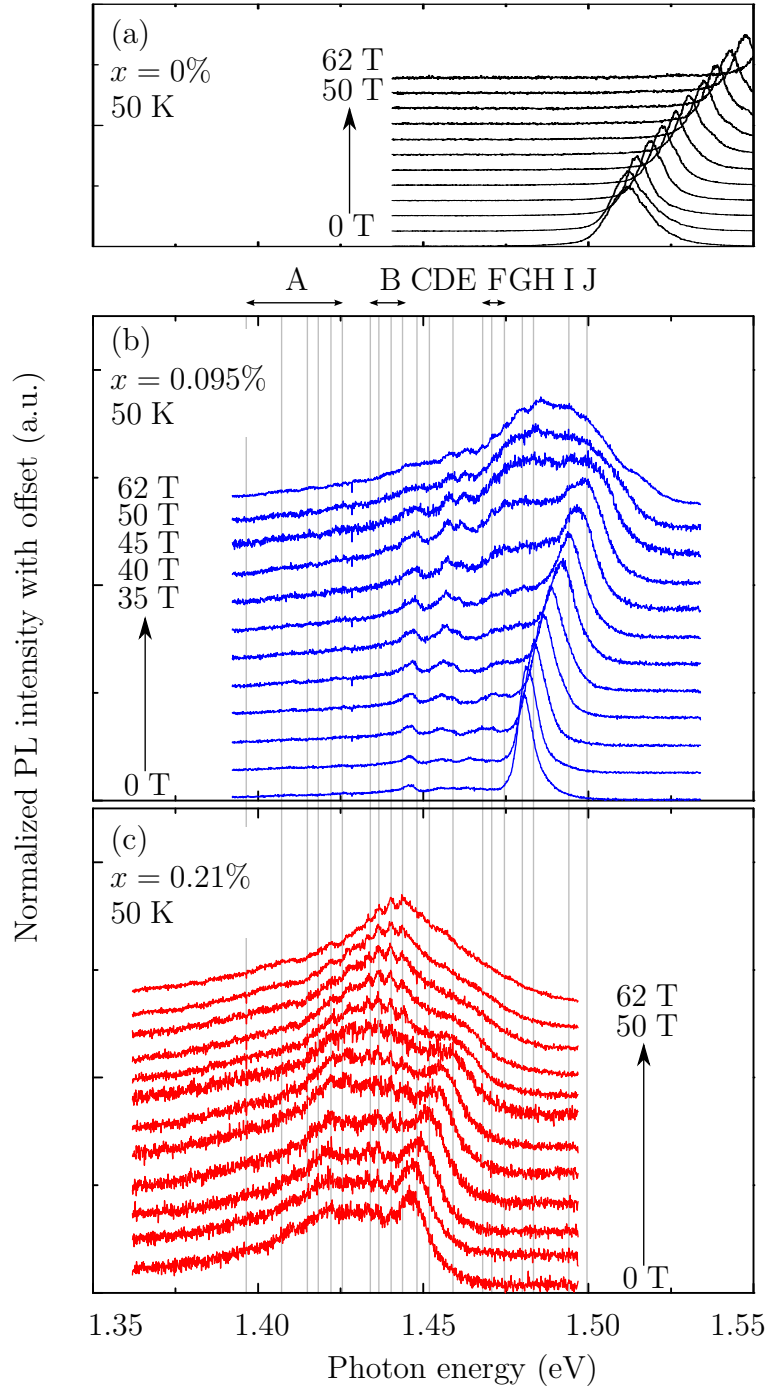 (a)
x = 0%
50 K
62 T
50 T
0 T
A B CDE F GH I J
(b)
x = 0.095%
50 K
62 T
50 T
45 T
40 T
35 T
0 T
(c)
x = 0.21%
50 K
62 T
50 T
0 T
Normalized PL intensity with offset (a.u.)
1.35 1.40 1.45 1.50 1.55
Photon energy (eV)